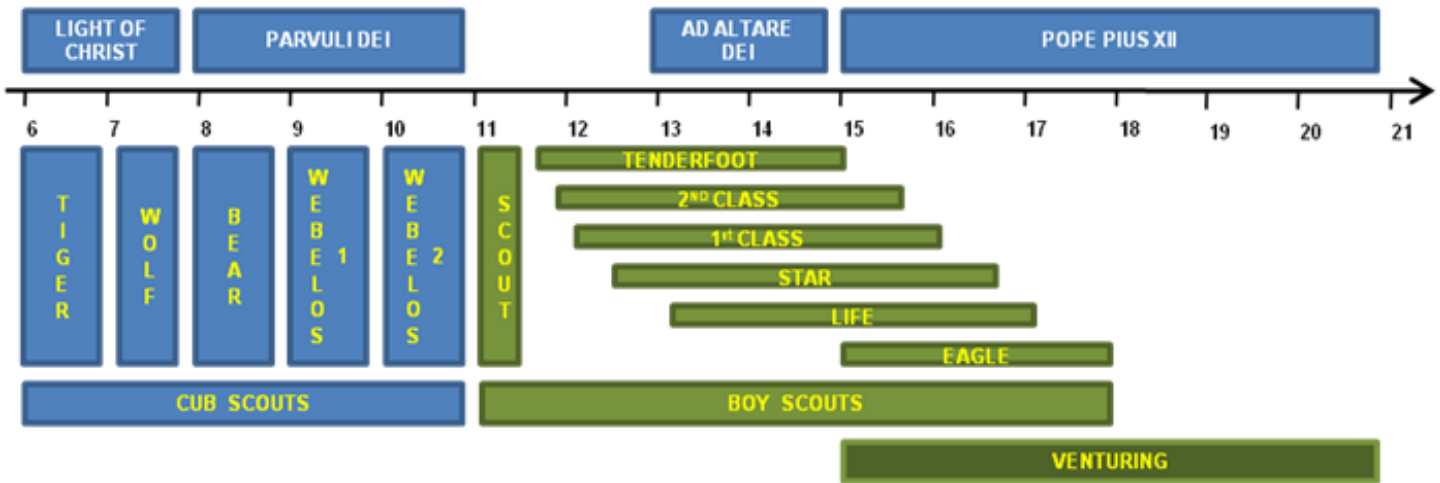 LIGHT OF
CHRIST
PARVULI DEI
AD ALTARE
DEI
POPE PIUS XII
6 7 8 9 10 11 12 13 14 15 16 17 18 19 20 21
TIGER
WOLF
BEAR
WEBELOS 1
WEBELOS 2
SCOUT
TENDERFOOT
2ND CLASS
1st CLASS
STAR
LIFE
EAGLE
CUB SCOUTS
BOY SCOUTS
VENTURING